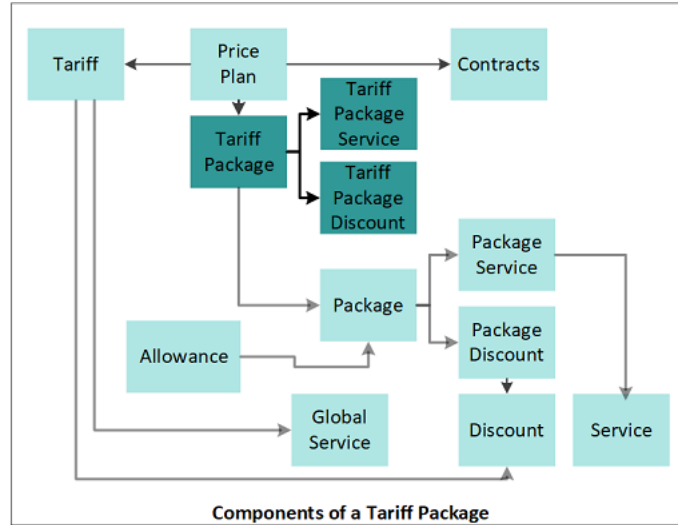 Tariff
Price
Plan
Contracts
Tariff
Package
Service
Tariff
Package
Tariff
Package
Discount
Package
Service
Package
Package
Discount
Allowance
Global
Service
Discount
Service
Components of a Tariff Package